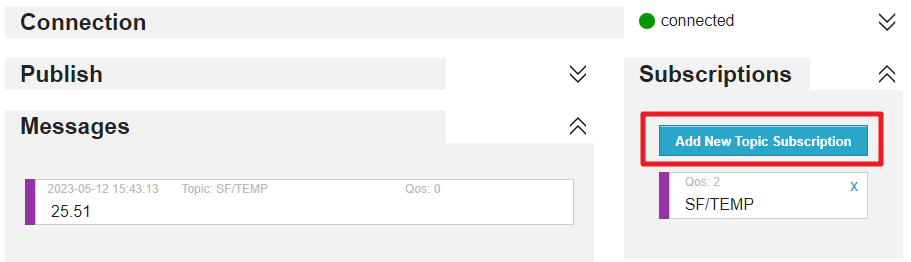 Connection
connected
Publish
Messages
2023-05-12 15:43:13 Topic: SF/TEMP Qos: 0
25.51
Subscriptions
Add New Topic Subscription
Qos: 2 x
SF/TEMP